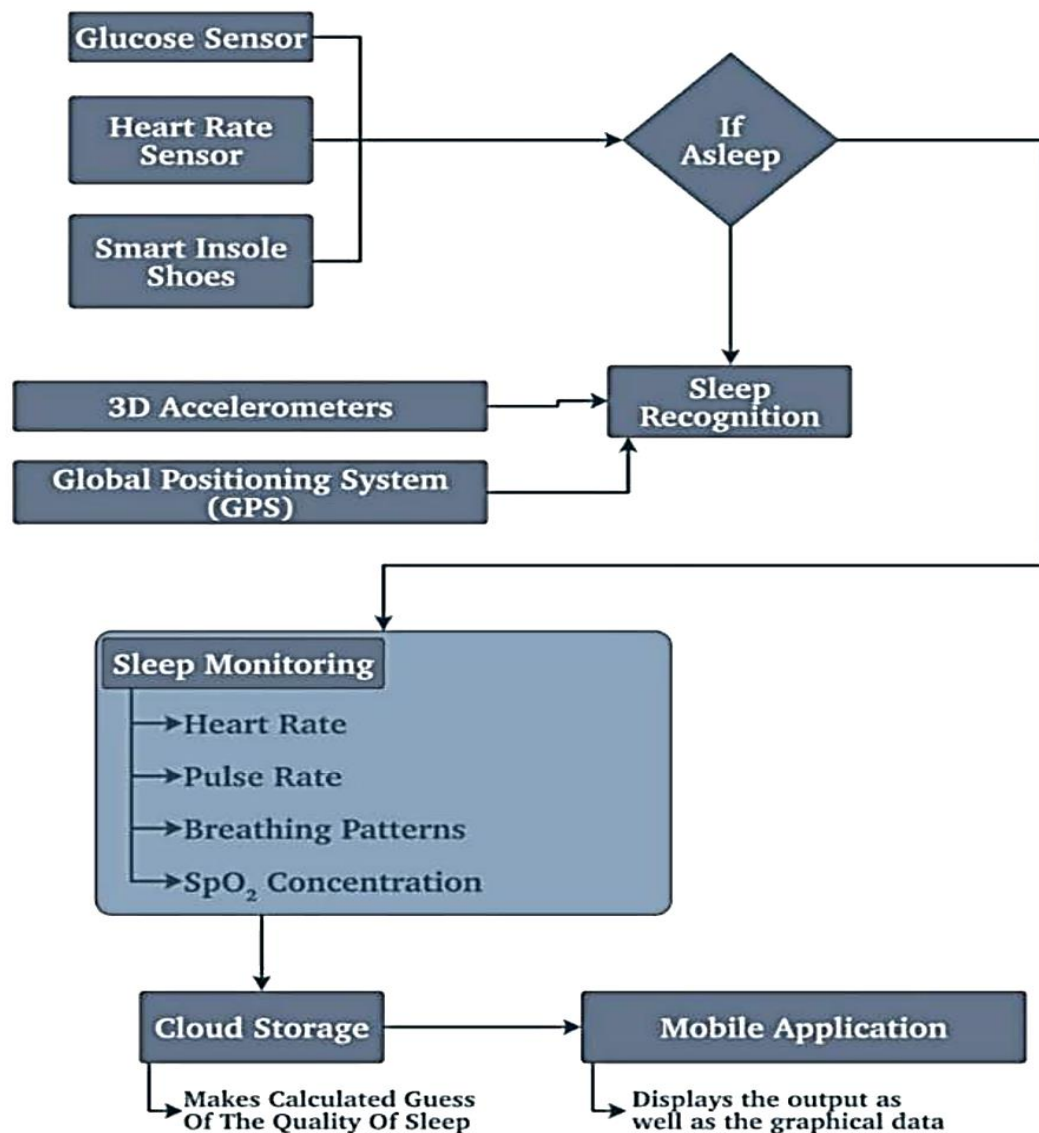 Glucose Sensor
Heart Rate
Sensor
Smart Insole
Shoes
If
Asleep
3D Accelerometers
Global Positioning System
(GPS)
Sleep
Recognition
Sleep Monitoring
Heart Rate
Pulse Rate
Breathing Patterns
SpO₂ Concentration
Cloud Storage
Makes Calculated Guess
Of The Quality Of Sleep
Mobile Application
Displays the output as
well as the graphical data